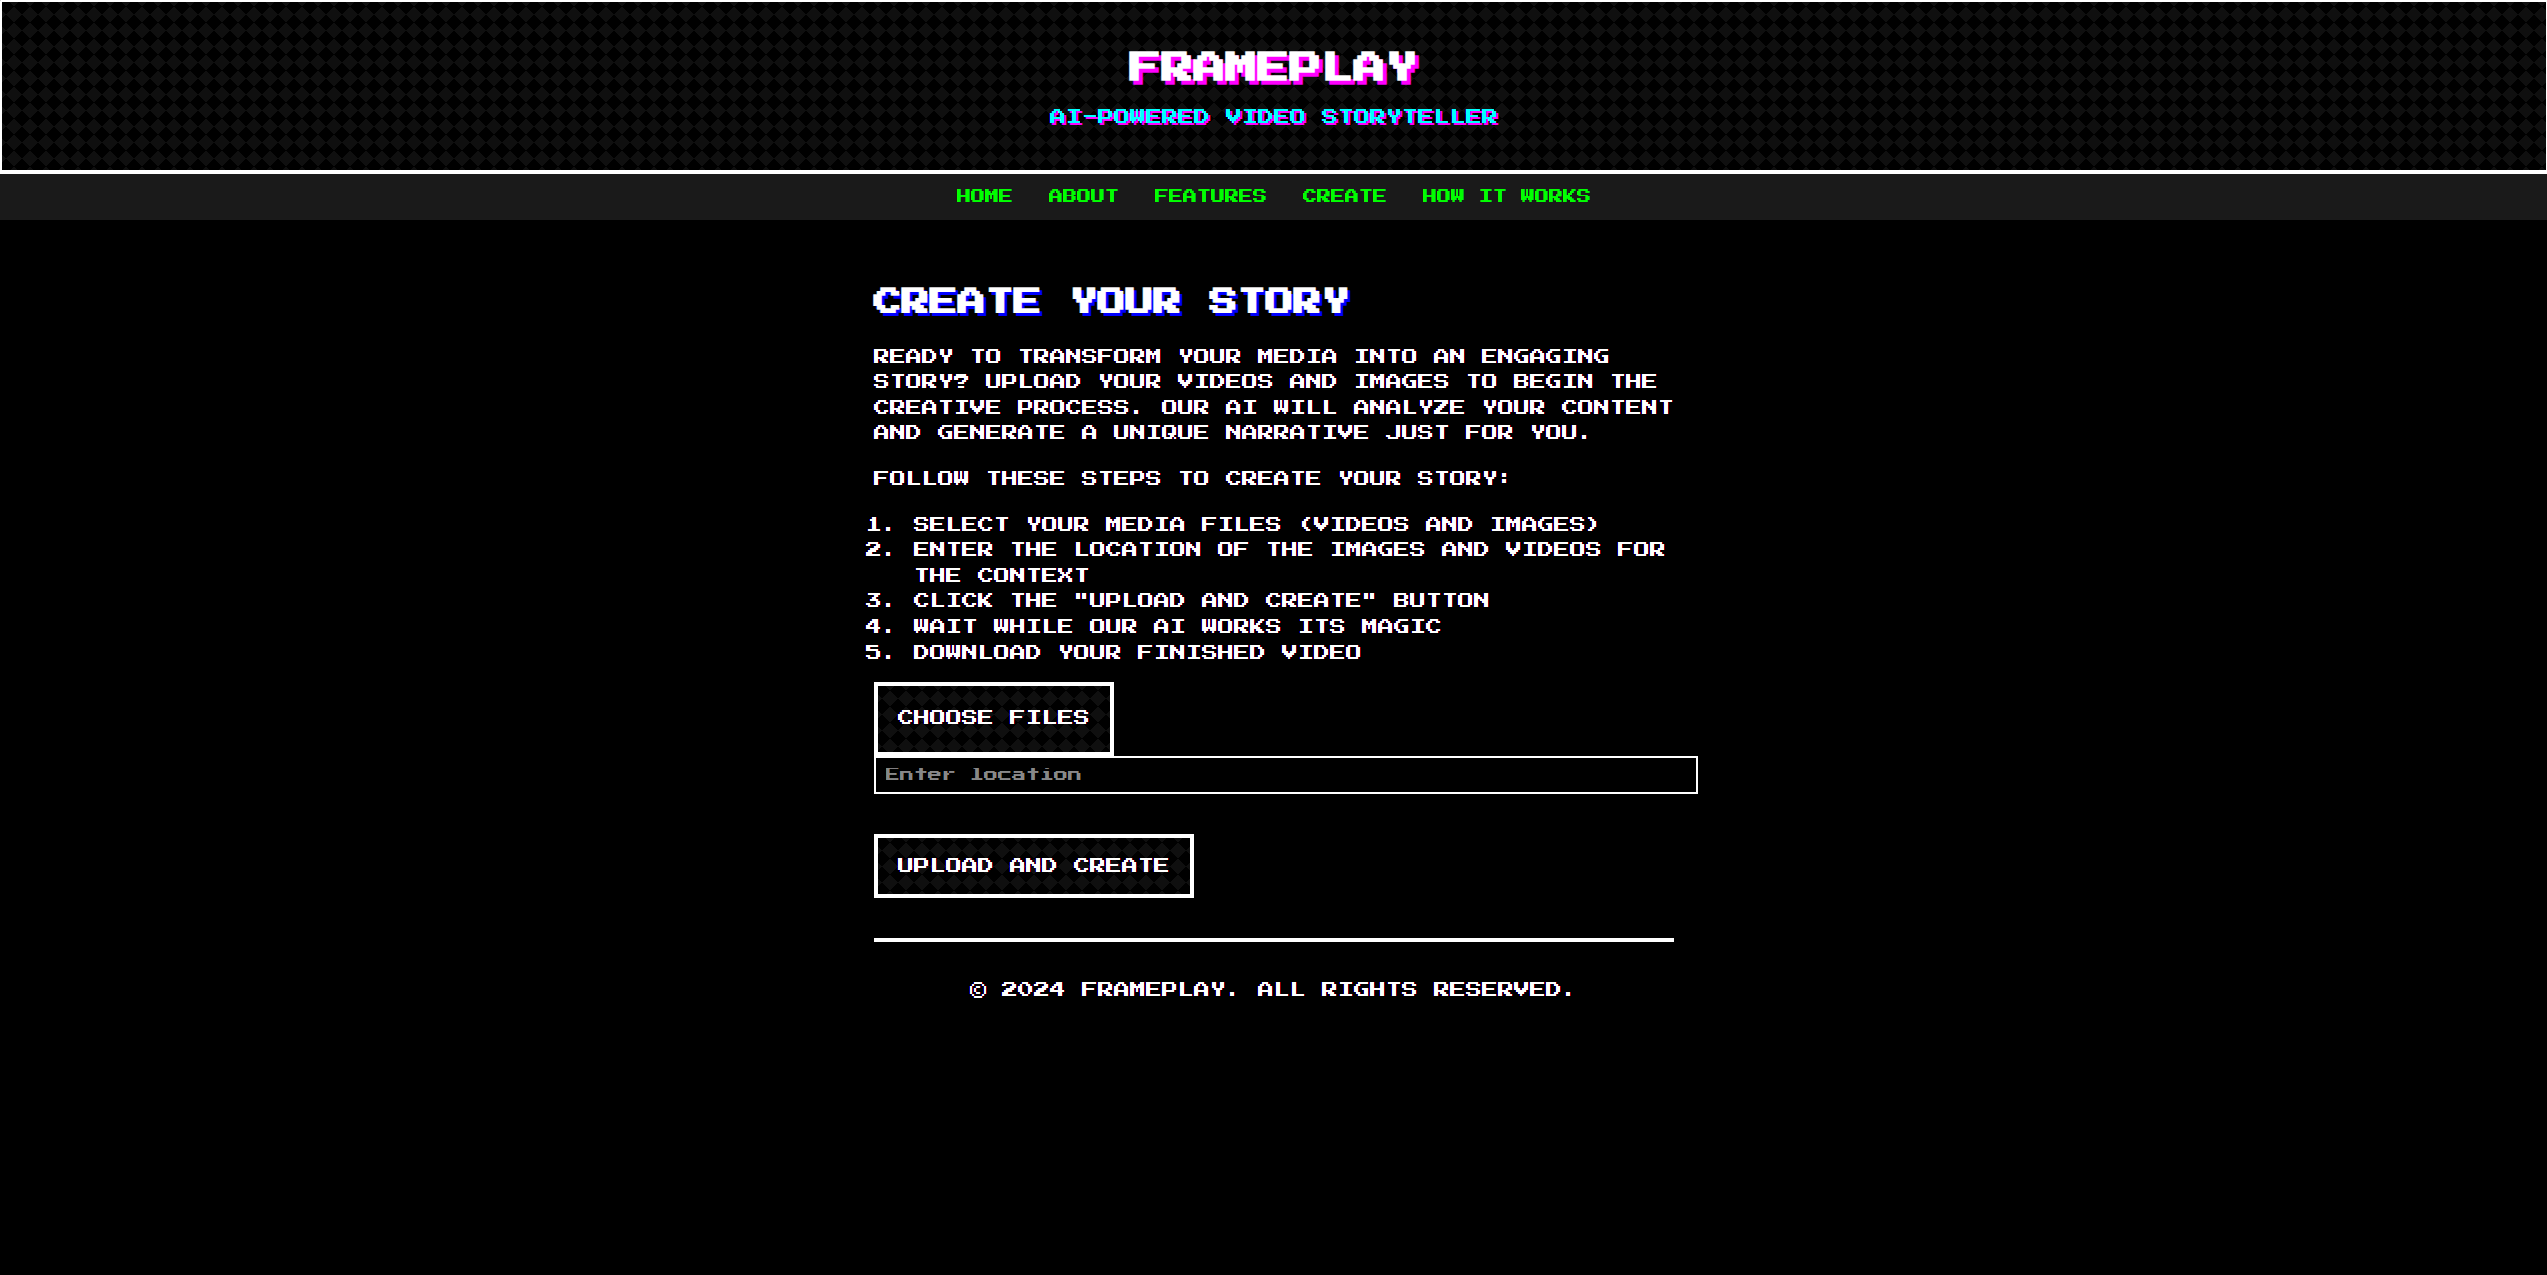 FRAMEPLAY
AI-POWERED VIDEO STORYTELLER
HOME ABOUT FEATURES CREATE HOW IT WORKS
CREATE YOUR STORY
READY TO TRANSFORM YOUR MEDIA INTO AN ENGAGING
STORY? UPLOAD YOUR VIDEOS AND IMAGES TO BEGIN THE
CREATIVE PROCESS. OUR AI WILL ANALYZE YOUR CONTENT
AND GENERATE A UNIQUE NARRATIVE JUST FOR YOU.
FOLLOW THESE STEPS TO CREATE YOUR STORY:
1. SELECT YOUR MEDIA FILES (VIDEOS AND IMAGES)
2. ENTER THE LOCATION OF THE IMAGES AND VIDEOS FOR
THE CONTEXT
3. CLICK THE "UPLOAD AND CREATE" BUTTON
4. WAIT WHILE OUR AI WORKS ITS MAGIC
5. DOWNLOAD YOUR FINISHED VIDEO
CHOOSE FILES
Enter location
UPLOAD AND CREATE
© 2024 FRAMEPLAY. ALL RIGHTS RESERVED.